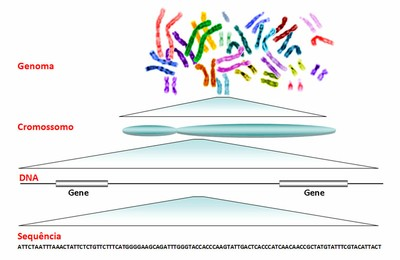 Genoma
Cromossomo
DNA
Gene
Gene
Sequência
ATTCTAATTTAAACTATTCTCTGTTCTTTCATGGGGAAGCAGATTTGGGTACCACCCAAGTATTGACTCACCCATCAACAACCGCTATGTATTTCGTACATTACT